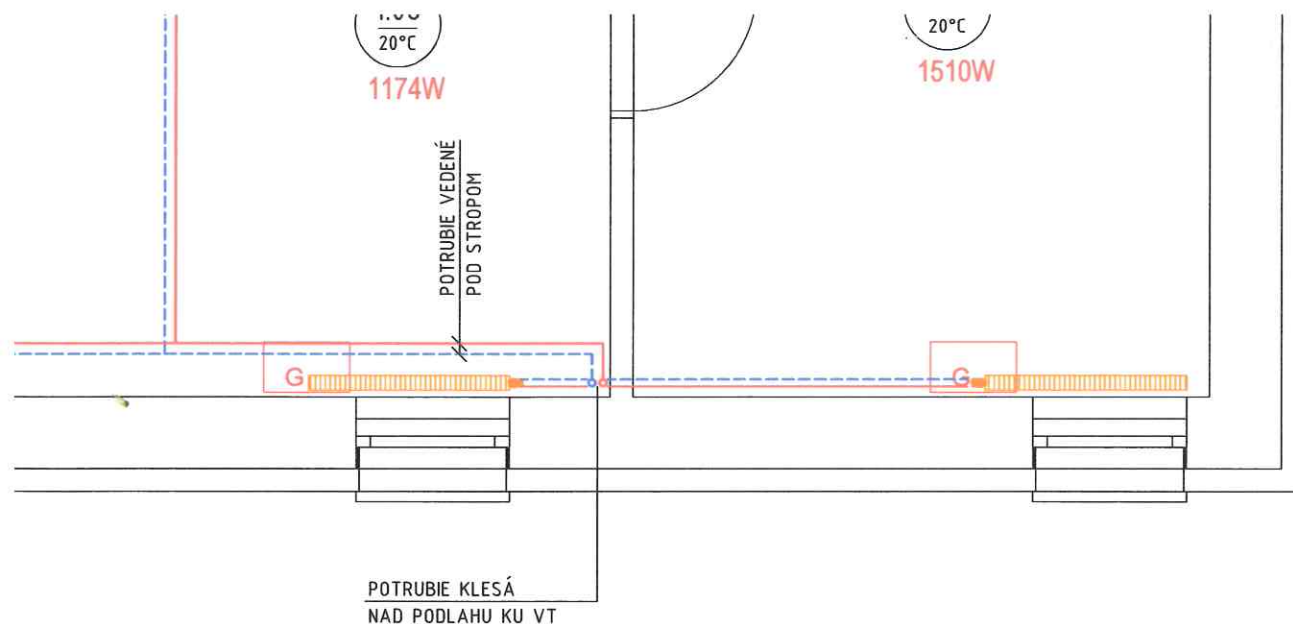 20°C
1174W
20°C
1510W
POTRUBIE VEDENÉ
POD STROPOM
G
G
POTRUBIE KLESÁ
NAD PODLAHU KU VT